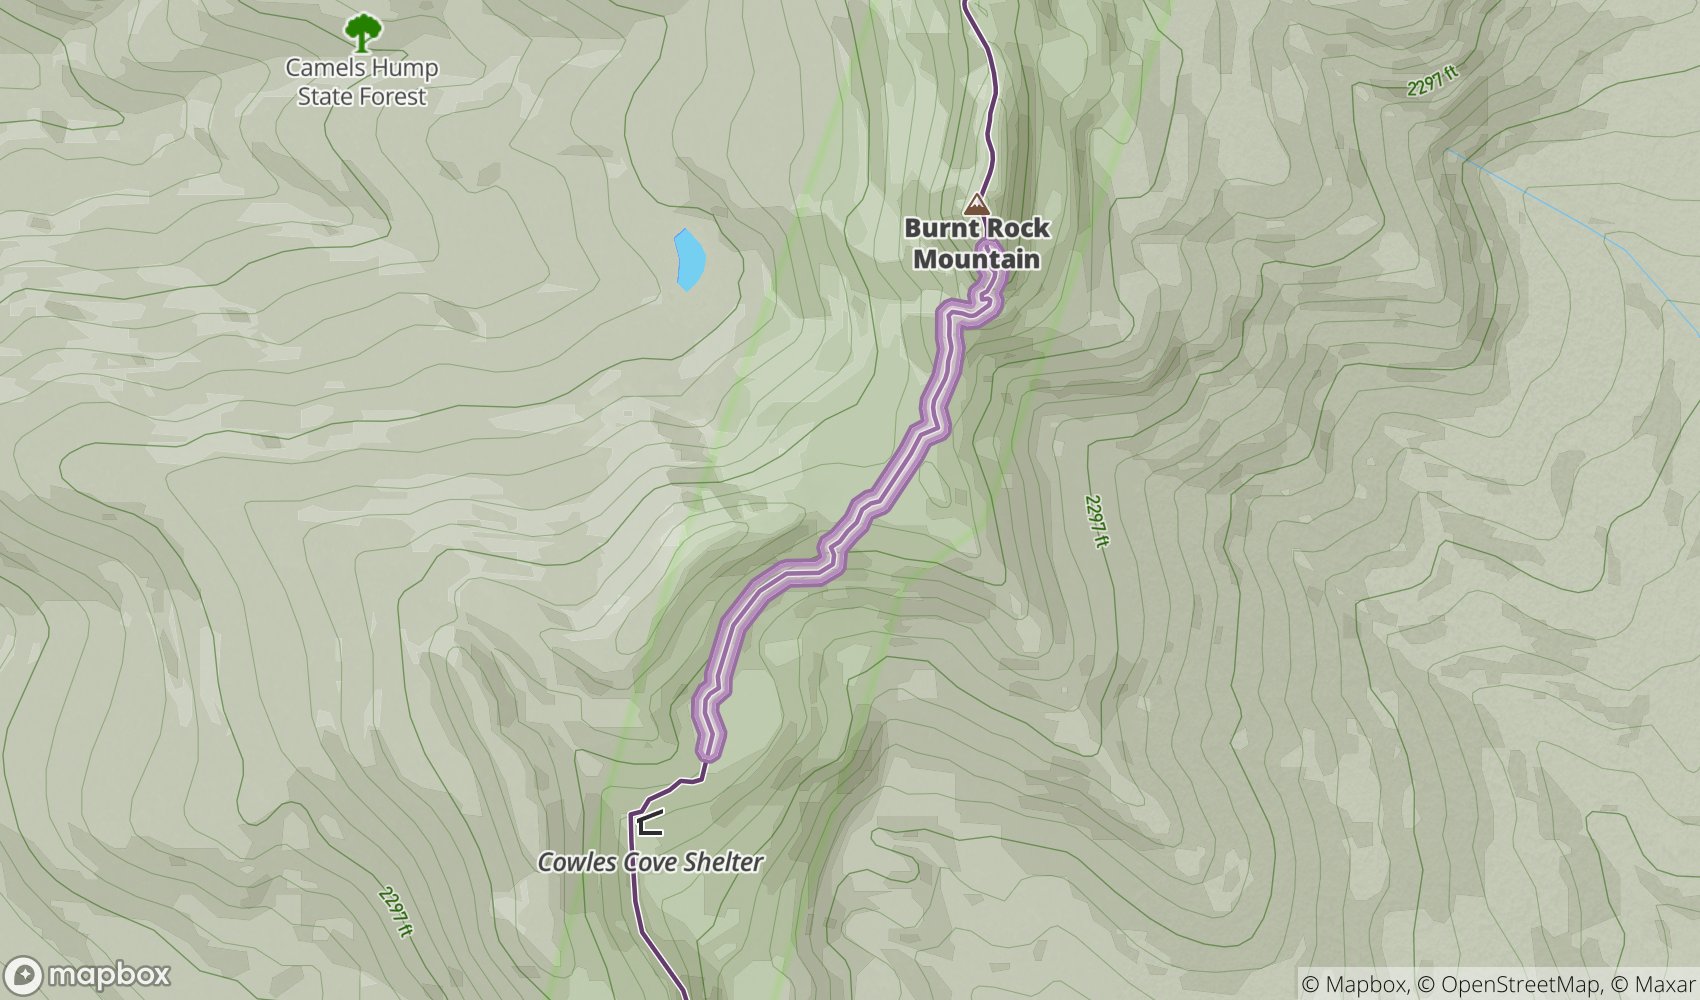 Camels Hump
State Forest
2297 ft
Burnt Rock
Mountain
2297 ft
Cowles Cove Shelter
2297 ft
mapbox
© Mapbox, © OpenStreetMap, © Maxar